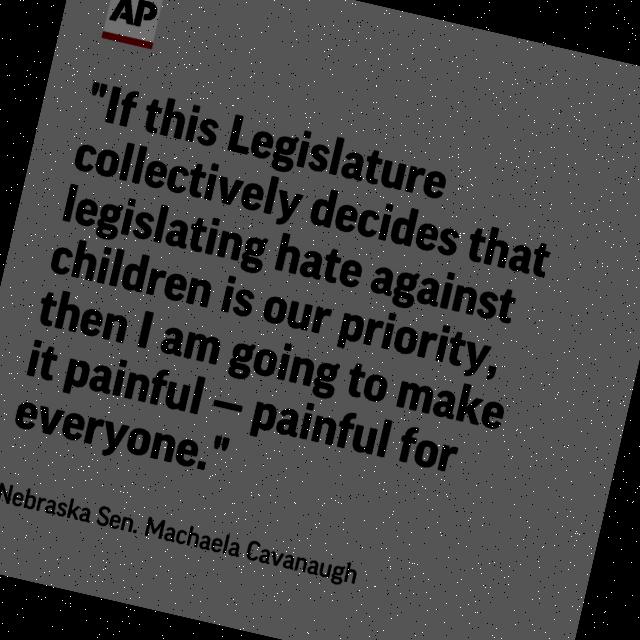 AP
"If this Legislature
collectively decides that
legislating hate against
children is our priority,
then I am going to make
it painful — painful for
everyone."
Nebraska Sen. Machaela Cavanaugh